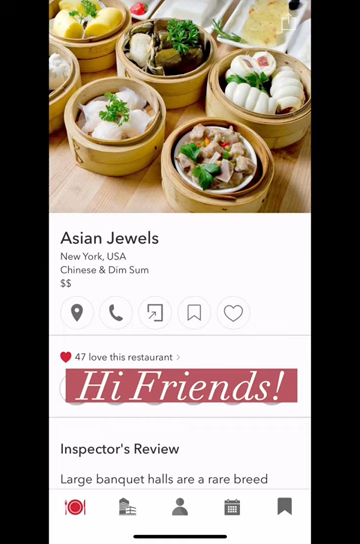 Asian Jewels
New York, USA
Chinese & Dim Sum
$$
47 love this restaurant >
Hi Friends!
Inspector's Review
Large banquet halls are a rare breed